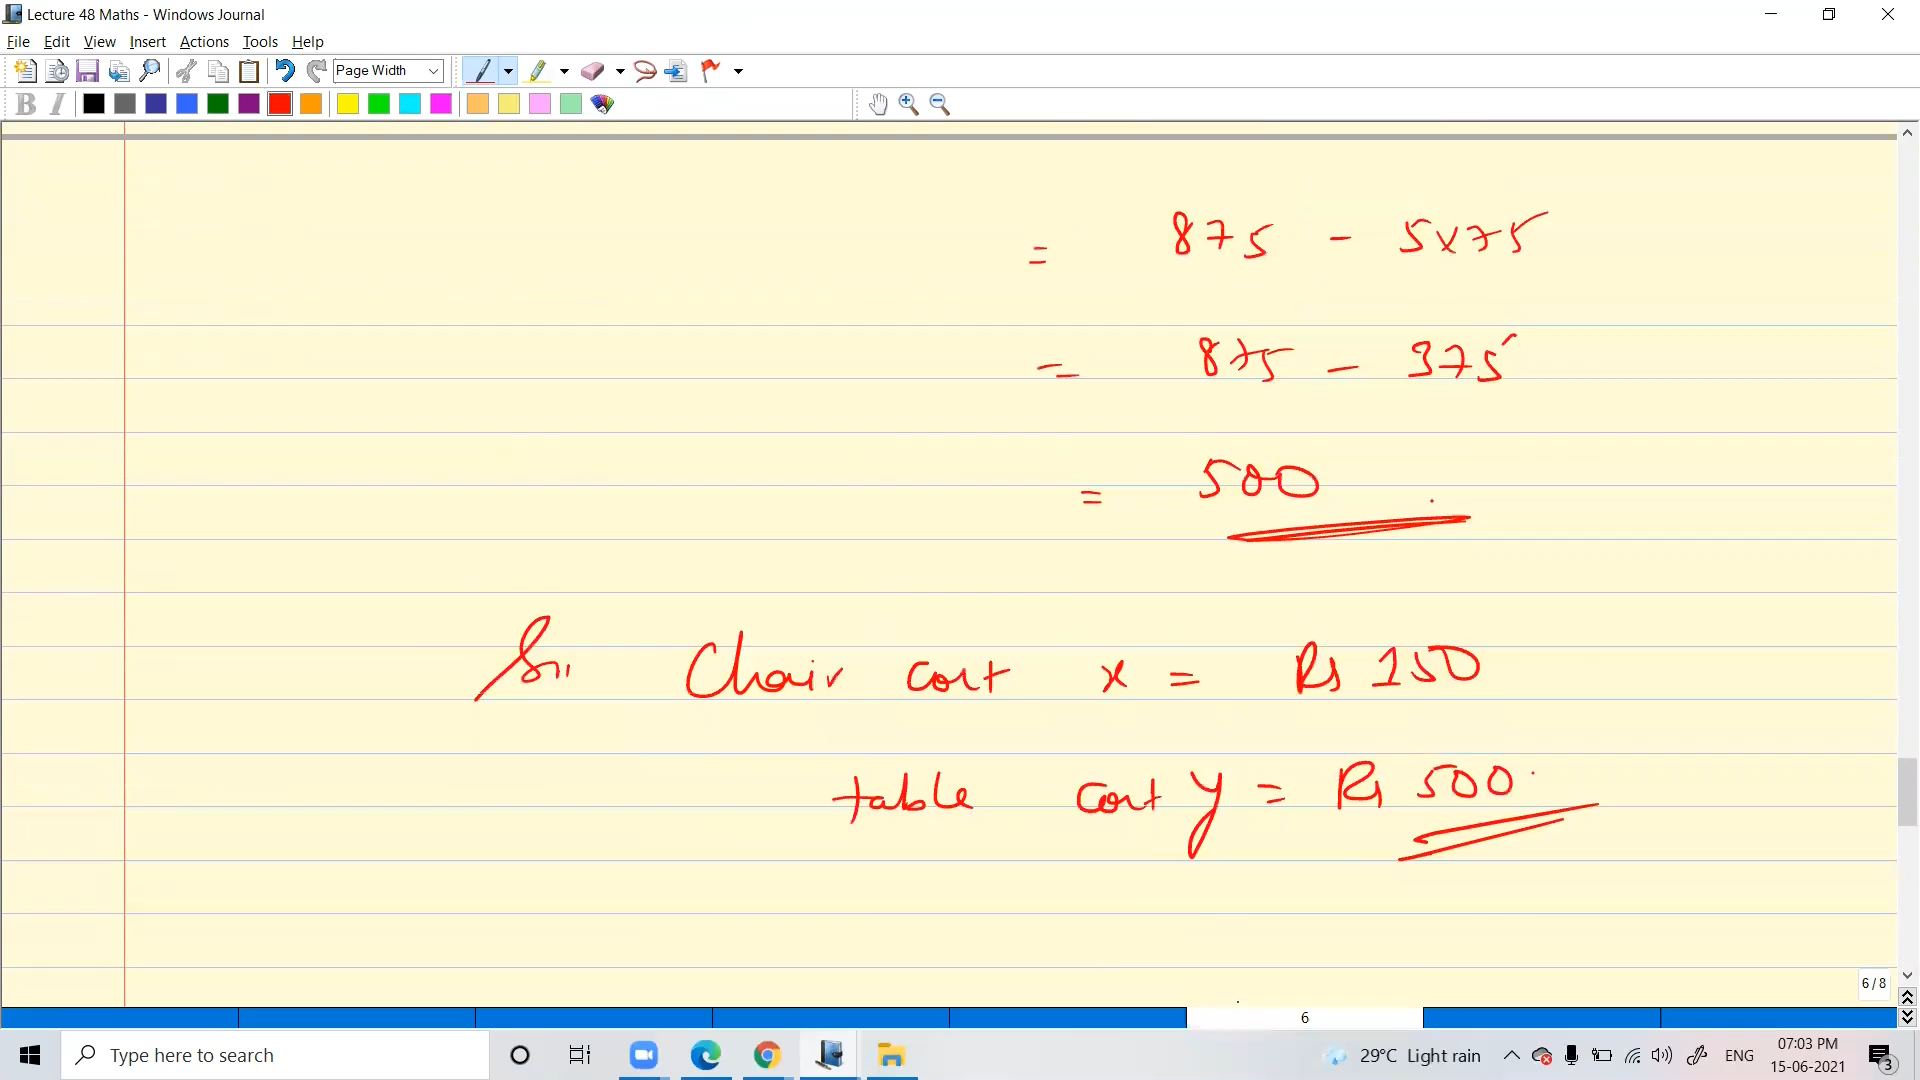 Lecture 48 Maths - Windows Journal
File Edit View Insert Actions Tools Help
Page Width
B I
= 875 - 5x75
= 875 - 375
= 500
Chair cost x = Rs 150
table cost y = Rs 500
6 / 8
6
Type here to search
29°C Light rain
ENG
07:03 PM
15-06-2021
3